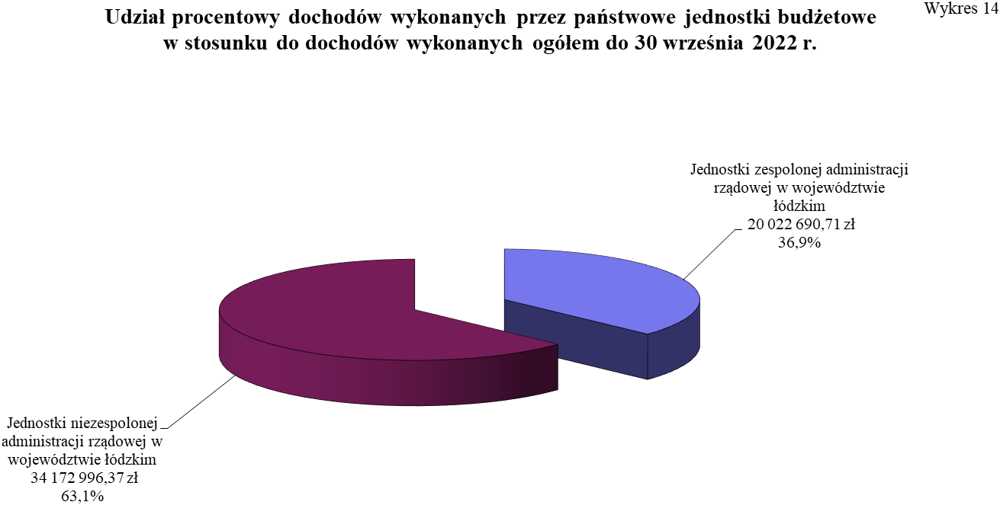 Wykres 14
Udział procentowy dochodów wykonanych przez państwowe jednostki budżetowe
w stosunku do dochodów wykonanych ogółem do 30 września 2022 r.
Jednostki zespolonej administracji
rządowej w województwie
łódzkim
20 022 690,71 zł
36,9%
Jednostki niezespolonej
administracji rządowej w
województwie łódzkim
34 172 996,37 zł
63,1%